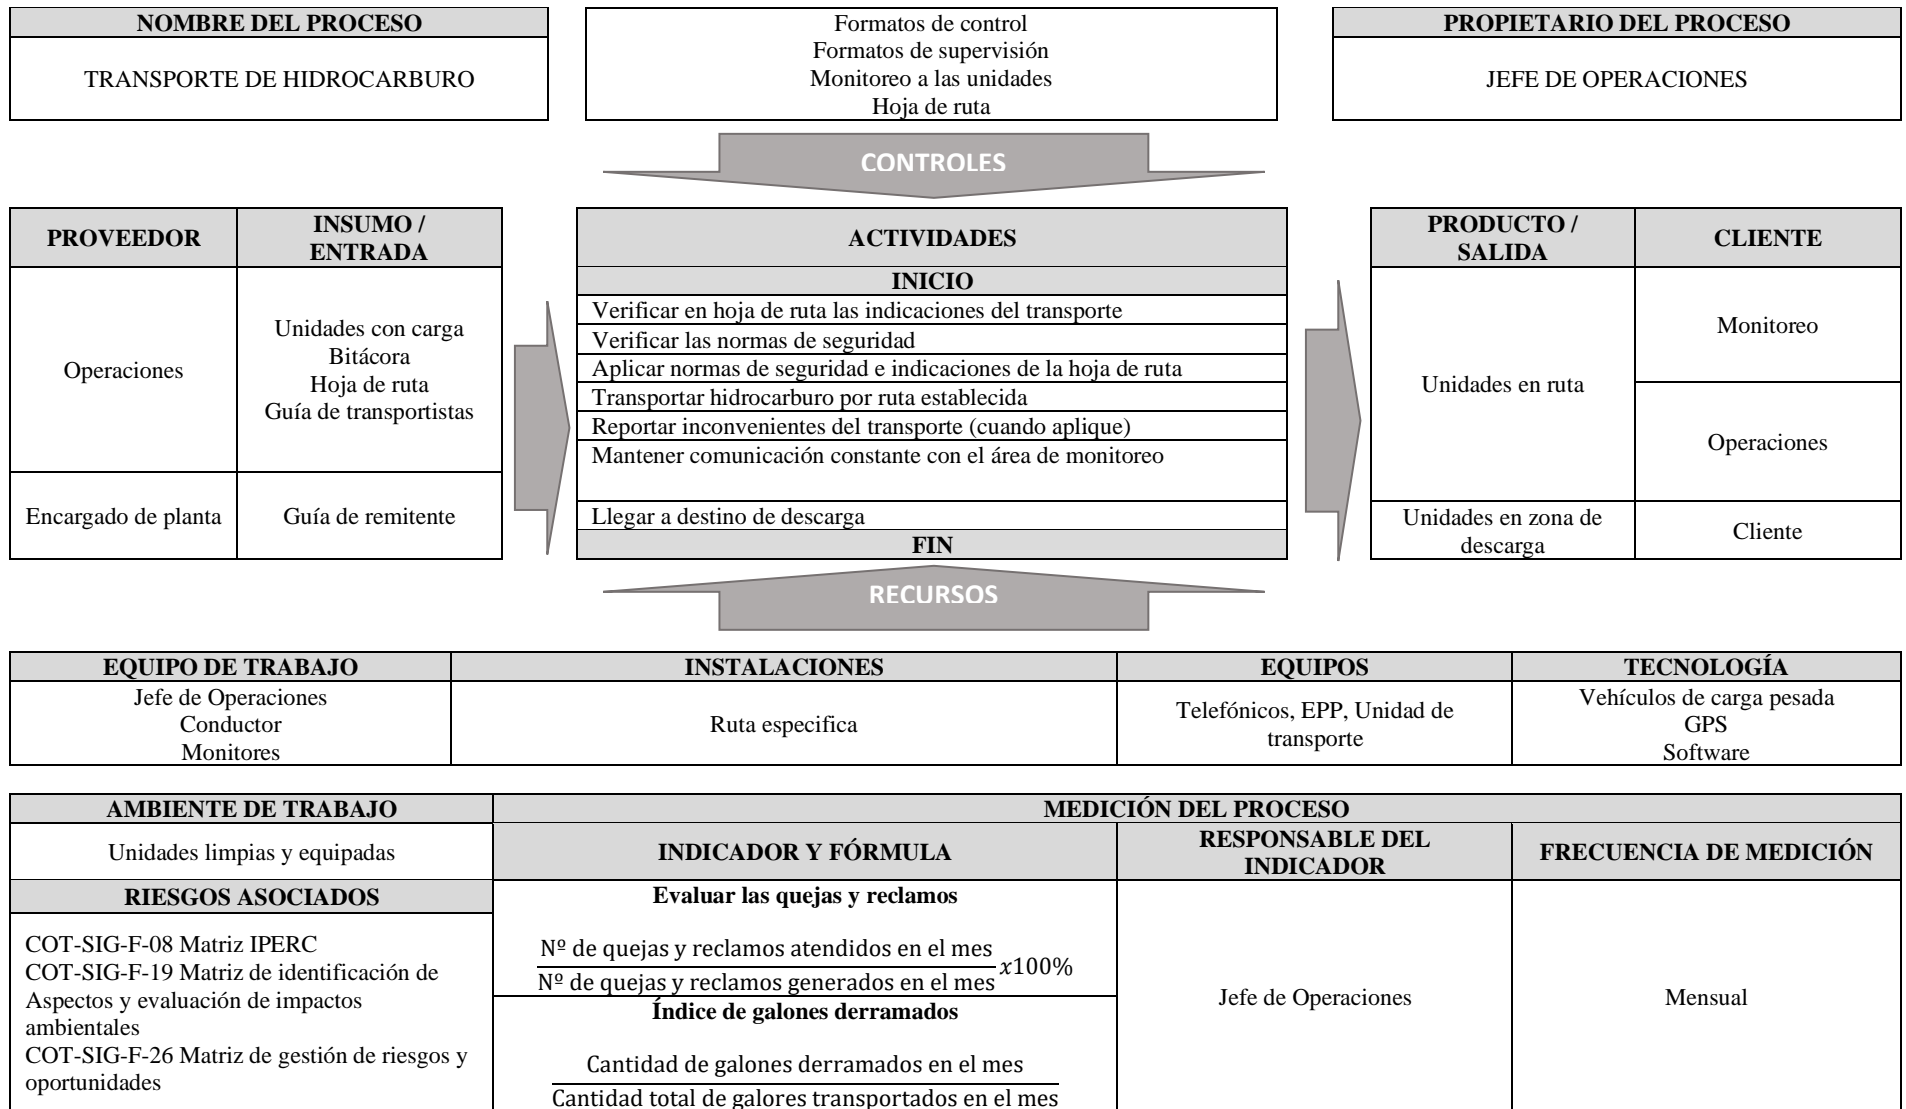 NOMBRE DEL PROCESO
TRANSPORTE DE HIDROCARBURO
Formatos de control
Formatos de supervisión
Monitoreo a las unidades
Hoja de ruta
PROPIETARIO DEL PROCESO
JEFE DE OPERACIONES
CONTROLES
PROVEEDOR
INSUMO /
ENTRADA
Operaciones
Unidades con carga
Bitácora
Hoja de ruta
Guía de transportistas
Encargado de planta
Guía de remitente
ACTIVIDADES
INICIO
Verificar en hoja de ruta las indicaciones del transporte
Verificar las normas de seguridad
Aplicar normas de seguridad e indicaciones de la hoja de ruta
Transportar hidrocarburo por ruta establecida
Reportar inconvenientes del transporte (cuando aplique)
Mantener comunicación constante con el área de monitoreo
Llegar a destino de descarga
FIN
PRODUCTO /
SALIDA
CLIENTE
Unidades en ruta
Monitoreo
Operaciones
Unidades en zona de
descarga
Cliente
RECURSOS
EQUIPO DE TRABAJO
INSTALACIONES
EQUIPOS
TECNOLOGÍA
Jefe de Operaciones
Conductor
Monitores
Ruta especifica
Telefónicos, EPP, Unidad de
transporte
Vehículos de carga pesada
GPS
Software
AMBIENTE DE TRABAJO
Unidades limpias y equipadas
RIESGOS ASOCIADOS
COT-SIG-F-08 Matriz IPERC
COT-SIG-F-19 Matriz de identificación de
Aspectos y evaluación de impactos
ambientales
COT-SIG-F-26 Matriz de gestión de riesgos y
oportunidades
MEDICIÓN DEL PROCESO
INDICADOR Y FÓRMULA
RESPONSABLE DEL
INDICADOR
FRECUENCIA DE MEDICIÓN
Evaluar las quejas y reclamos
Nº de quejas y reclamos atendidos en el mes
Nº de quejas y reclamos generados en el mes
x100%
Índice de galones derramados
Cantidad de galones derramados en el mes
Cantidad total de galores transportados en el mes
Jefe de Operaciones
Mensual